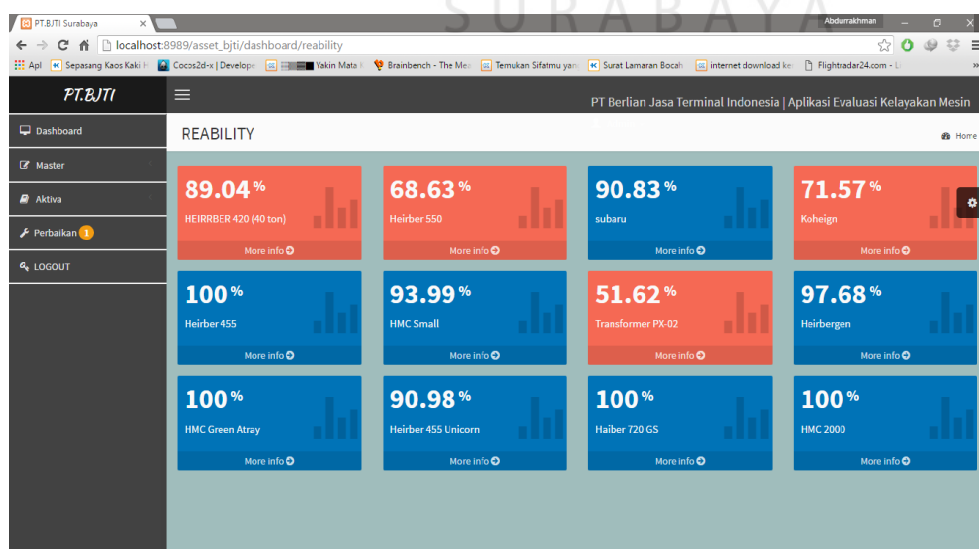 SURABAYA
PT.BJTI Surabaya
Abdurrakhman
localhost:8989/asset_bjti/dashboard/reability
Apl
Sepasang Kaos Kaki H
Cocos2d-x | Develope
Yakin Mata K
Brainbench - The Mea
Temukan Sifatmu yang
Surat Lamaran Bocah
internet download ke
Flightradar24.com - L
PT.BJTI
PT Berlian Jasa Terminal Indonesia | Aplikasi Evaluasi Kelayakan Mesin
Dashboard
Master
Aktiva
Perbaikan 1
LOGOUT
REABILITY
Home
89.04%
HEIRRBER 420 (40 ton)
More info
68.63%
Heirber 550
More info
90.83%
subaru
More info
71.57%
Koheign
More info
100%
Heirber 455
More info
93.99%
HMC Small
More info
51.62%
Transformer PX-02
More info
97.68%
Heirbergen
More info
100%
HMC Green Atray
More info
90.98%
Heirber 455 Unicorn
More info
100%
Haiber 720 GS
More info
100%
HMC 2000
More info